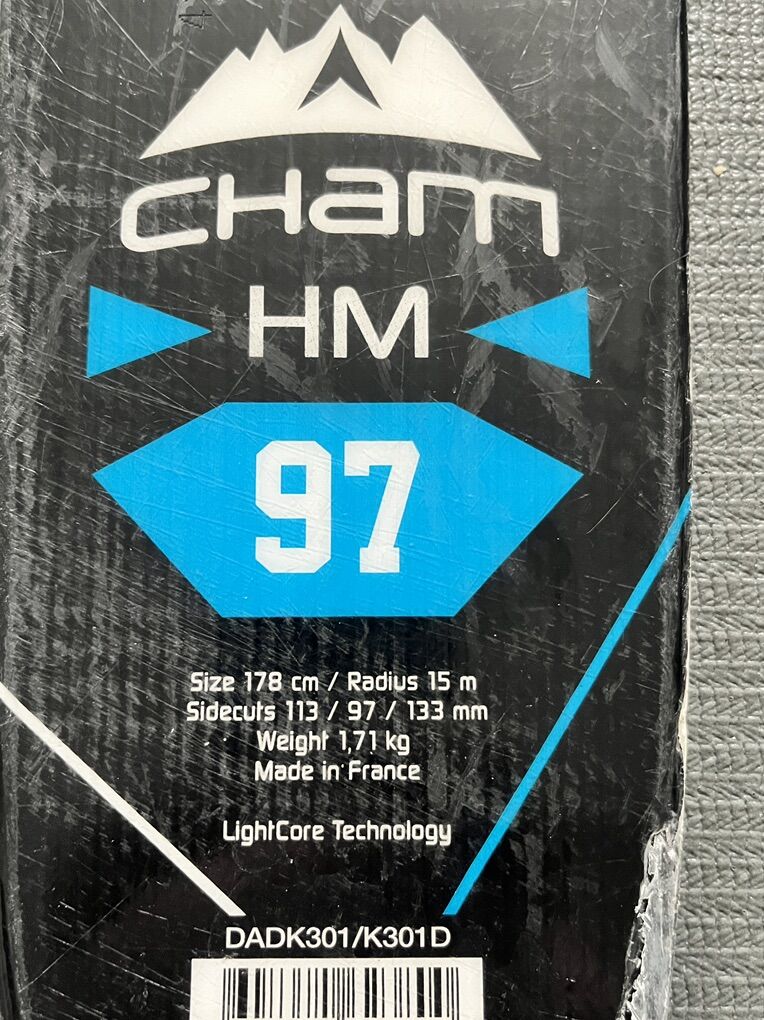 CHam
HM
97
Size 178 cm / Radius 15 m
Sidecuts 113 / 97 / 133 mm
Weight 1,71 kg
Made in France
LightCore Technology
DADK301/K301D